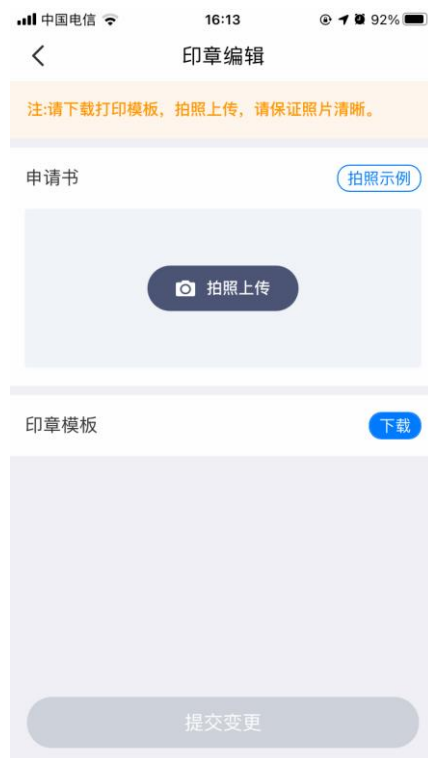 中国电信 16:13 92%
印章编辑
注:请下载打印模板，拍照上传，请保证照片清晰。
申请书 拍照示例
拍照上传
印章模板 下载
提交变更